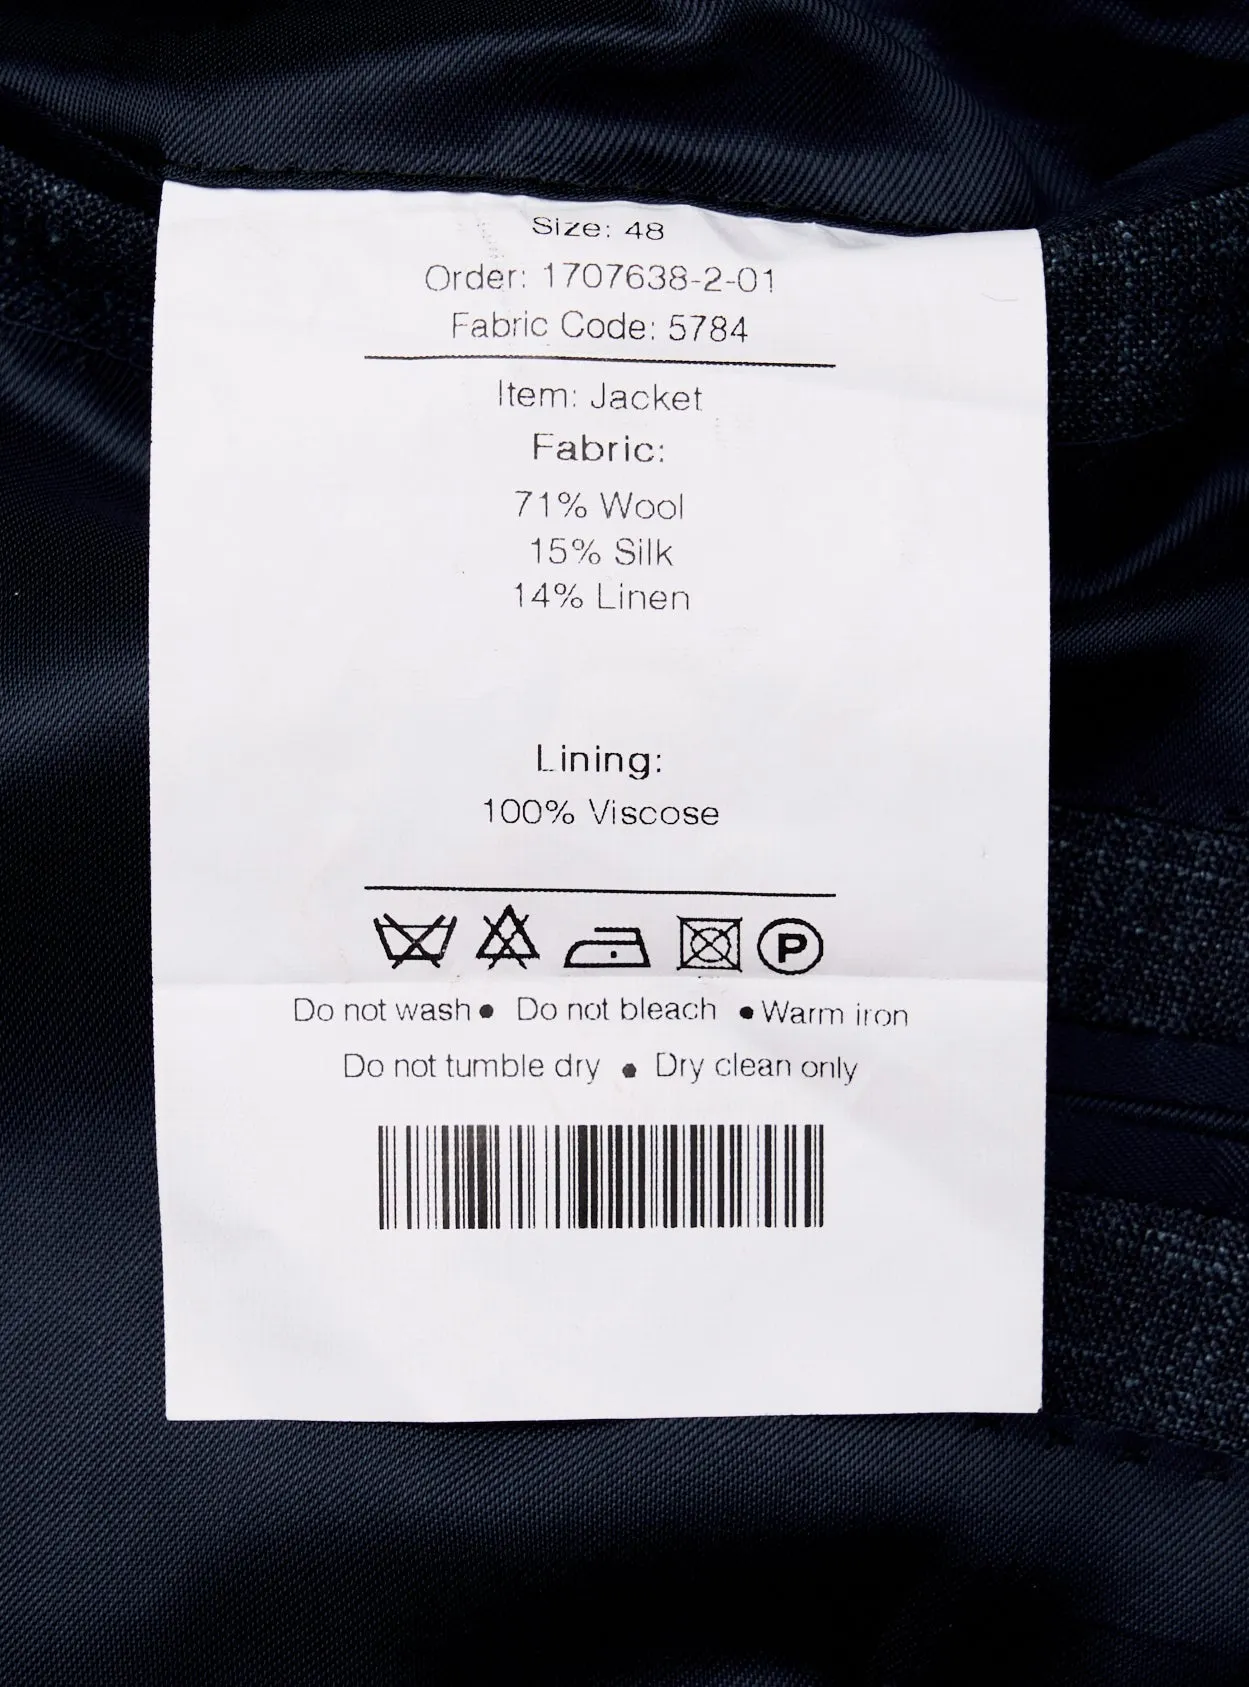 Size: 48
Order: 1707638-2-01
Fabric Code: 5784
Item: Jacket
Fabric:
71% Wool
15% Silk
14% Linen
Lining:
100% Viscose
P
Do not wash • Do not bleach • Warm iron
Do not tumble dry • Dry clean only